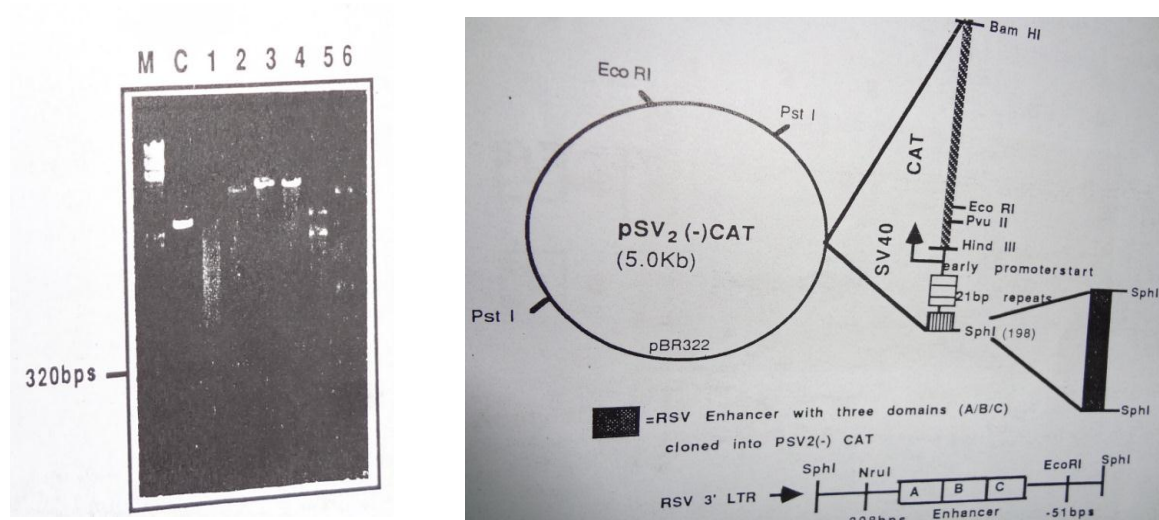 M C 1 2 3 4 5 6
320bps
Eco RI
Pst I
pSV2 (-)CAT
(5.0Kb)
Pst I
pBR322
Bam HI
CAT
Eco RI
Pvu II
Hind III
SV40
early promoterstart
21bp repeats
SphI (198)
SphI
SphI
=RSV Enhancer with three domains (A/B/C)
cloned into PSV2(-) CAT
SphI NruI EcoRI SphI
RSV 3' LTR A B C
Enhancer -51bps